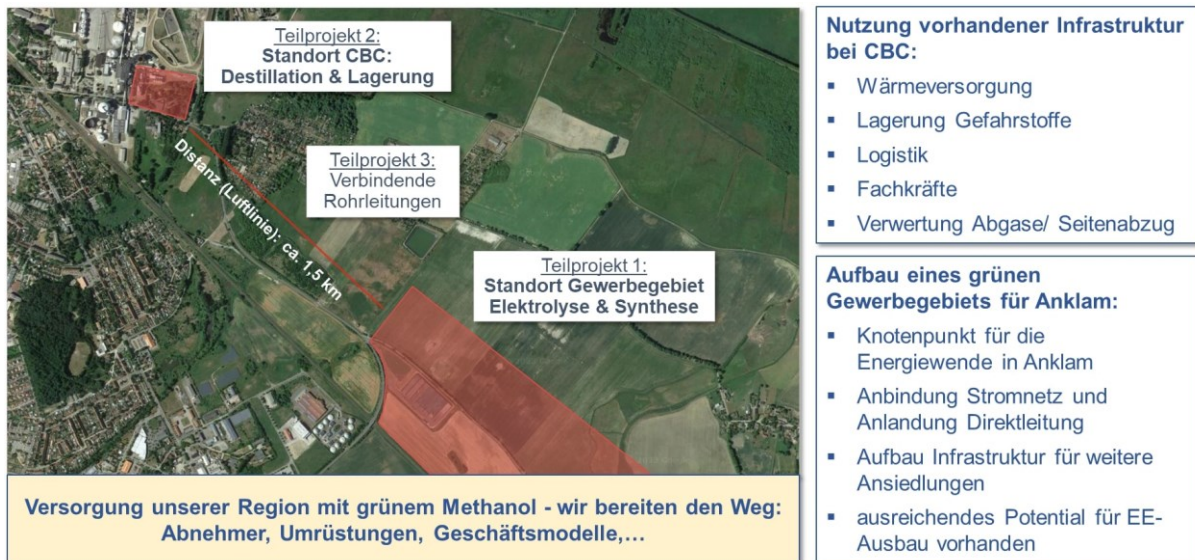 Teilprojekt 2:
Standort CBC:
Destillation & Lagerung
Distanz (Luftlinie): ca. 1,5 km
Teilprojekt 3:
Verbindende
Rohrleitungen
Teilprojekt 1:
Standort Gewerbegebiet
Elektrolyse & Synthese
Versorgung unserer Region mit grünem Methanol - wir bereiten den Weg:
Abnehmer, Umrüstungen, Geschäftsmodelle,…
Nutzung vorhandener Infrastruktur
bei CBC:
▪ Wärmeversorgung
▪ Lagerung Gefahrstoffe
▪ Logistik
▪ Fachkräfte
▪ Verwertung Abgase/ Seitenabzug
Aufbau eines grünen
Gewerbegebiets für Anklam:
▪ Knotenpunkt für die
Energiewende in Anklam
▪ Anbindung Stromnetz und
Anlandung Direktleitung
▪ Aufbau Infrastruktur für weitere
Ansiedlungen
▪ ausreichendes Potential für EE-
Ausbau vorhanden